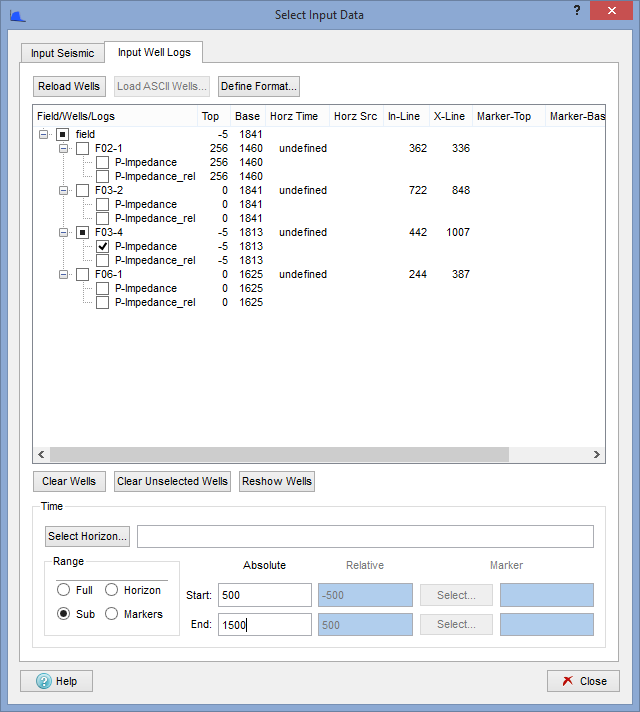 Select Input Data
?
Input Seismic Input Well Logs
Reload Wells Load ASCII Wells... Define Format...
Field/Wells/Logs Top Base Horz Time Horz Src In-Line X-Line Marker-Top Marker-Bas
field -5 1841
F02-1 256 1460 undefined 362 336
P-Impedance 256 1460
P-Impedance_rel 256 1460
F03-2 0 1841 undefined 722 848
P-Impedance 0 1841
P-Impedance_rel 0 1841
F03-4 -5 1813 undefined 442 1007
P-Impedance -5 1813
P-Impedance_rel -5 1813
F06-1 0 1625 undefined 244 387
P-Impedance 0 1625
P-Impedance_rel 0 1625
Clear Wells Clear Unselected Wells Reshow Wells
Time
Select Horizon...
Range Absolute Relative Marker
Full Horizon Start: 500 -500 Select...
Sub Markers End: 1500 500 Select...
? Help Close